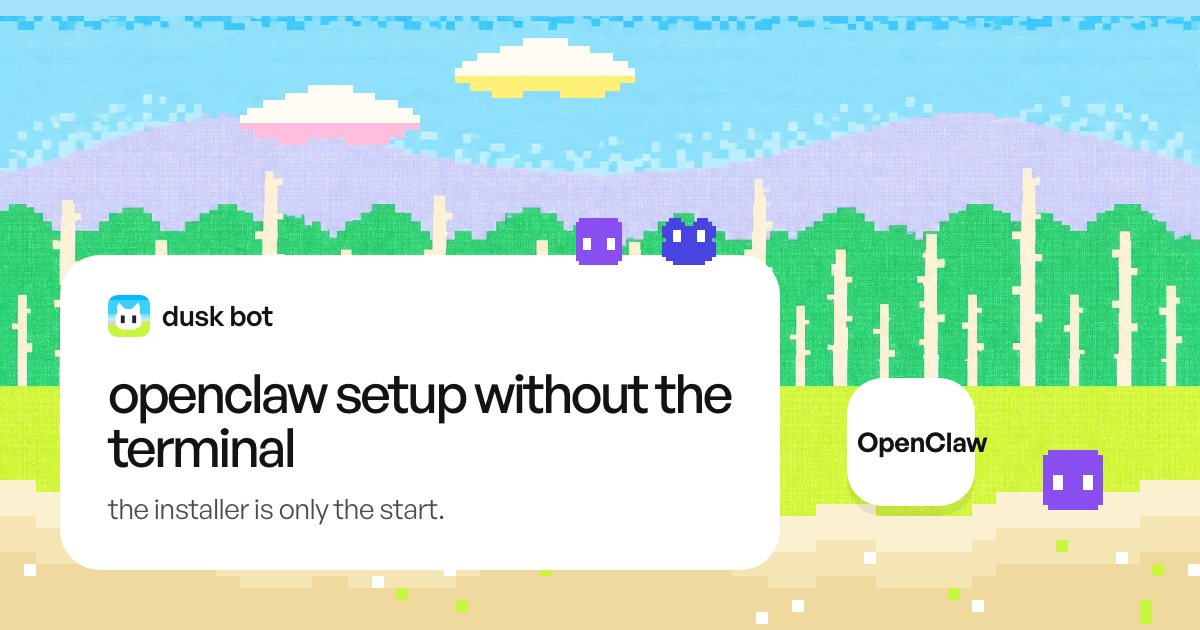 dusk bot
openclaw setup without the
terminal
the installer is only the start.
OpenClaw